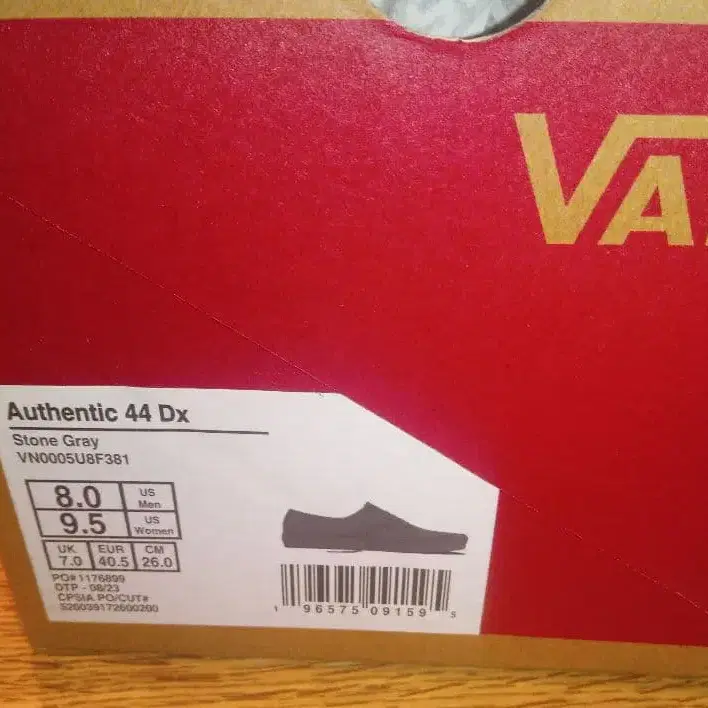 VA
Authentic 44 Dx
Stone Gray
VN0005U8F381
8.0 US Men
9.5 US Women
UK EUR CM
7.0 40.5 26.0
PO# 1176899
DTP - 08/23
CPSIA PO/CUT#
S20039172600200
1 96575 09159 5